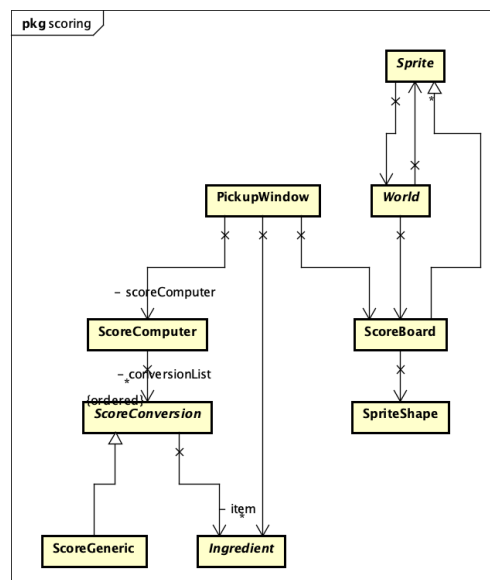 pkg scoring
Sprite
*
PickupWindow
World
- scoreComputer
ScoreComputer
ScoreBoard
- conversionList
*
{ordered}
ScoreConversion
SpriteShape
- item
*
ScoreGeneric
Ingredient